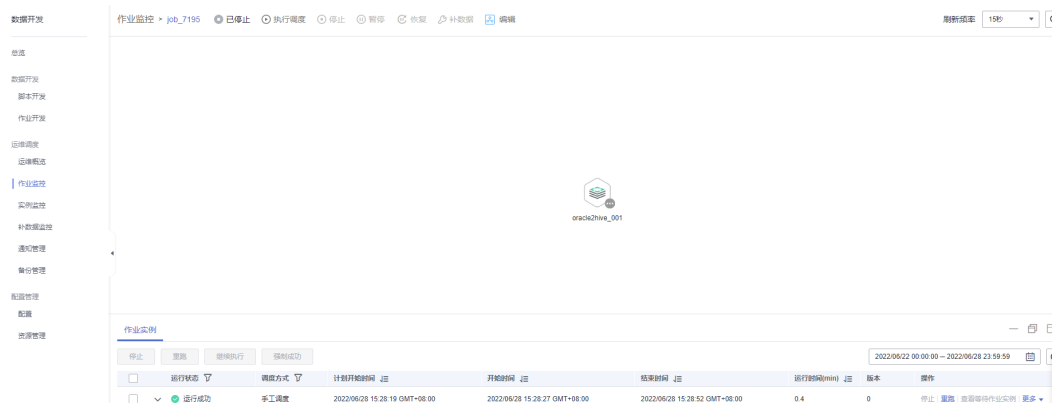 数据开发
作业监控 > job_7195 已停止 执行调度 停止 暂停 恢复 补数据 编辑
刷新频率 15秒
总览
数据开发
脚本开发
作业开发
运维调度
运维概览
作业监控
实例监控
补数据监控
通知管理
备份管理
配置管理
配置
资源管理
oracle2hive_001
作业实例
停止 重跑 继续执行 强制成功
2022/06/22 00:00:00 – 2022/06/28 23:59:59
运行状态 调度方式 计划开始时间 开始时间 结束时间 运行时间(min) 版本 操作
运行成功 手工调度 2022/06/28 15:28:19 GMT+08:00 2022/06/28 15:28:27 GMT+08:00 2022/06/28 15:28:52 GMT+08:00 0.4 0 停止 | 重跑 | 查看等待作业实例 | 更多